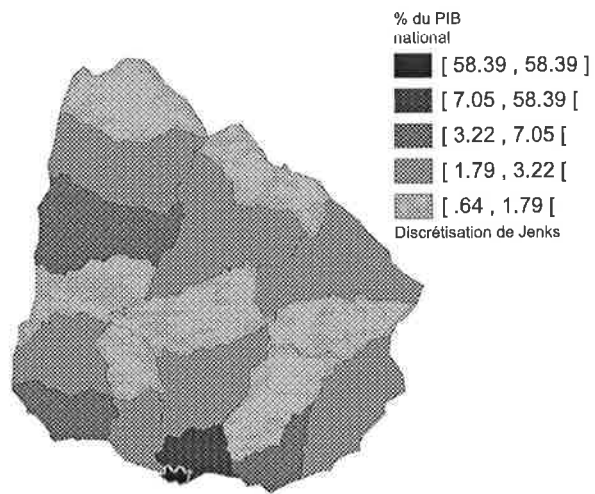 % du PIB
national
[ 58.39 , 58.39 ]
[ 7.05 , 58.39 [
[ 3.22 , 7.05 [
[ 1.79 , 3.22 [
[ .64 , 1.79 [
Discrétisation de Jenks